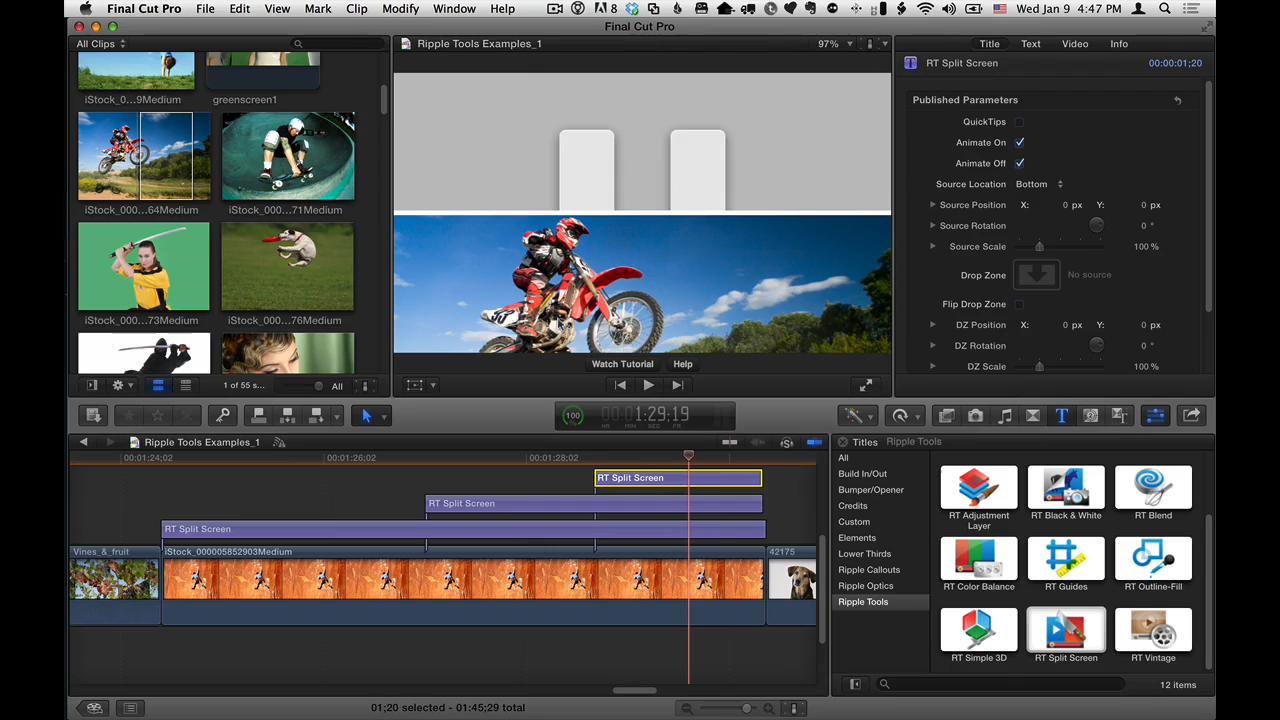 Final Cut Pro File Edit View Mark Clip Modify Window Help 8 Wed Jan 9 4:47 PM
Final Cut Pro
All Clips
Ripple Tools Examples_1 97%
Title Text Video Info
RT Split Screen 00:00:01;20
iStock_0...9Medium greenscreen1
Published Parameters
QuickTips
Animate On
Animate Off
Source Location Bottom
Source Position X: 0 px Y: 0 px
Source Rotation 0 °
Source Scale 100 %
Drop Zone No source
Flip Drop Zone
DZ Position X: 0 px Y: 0 px
DZ Rotation 0 °
DZ Scale 100 %
iStock_000...64Medium iStock_000...71Medium
iStock_000...73Medium iStock_000...76Medium
Watch Tutorial Help
1 of 55 s... All
100 1:29;19
HR MIN SEC FR
Ripple Tools Examples_1
00:01:24;02 00:01:26;02 00:01:28;02
RT Split Screen
RT Split Screen
RT Split Screen
Vines_&_fruit iStock_000005852903Medium 42175
Titles Ripple Tools
All
Build In/Out
Bumper/Opener
Credits
Custom
Elements
Lower Thirds
Ripple Callouts
Ripple Optics
Ripple Tools
RT Adjustment Layer RT Black & White RT Blend
RT Color Balance RT Guides RT Outline-Fill
RT Simple 3D RT Split Screen RT Vintage
12 items
01;20 selected - 01:45;29 total